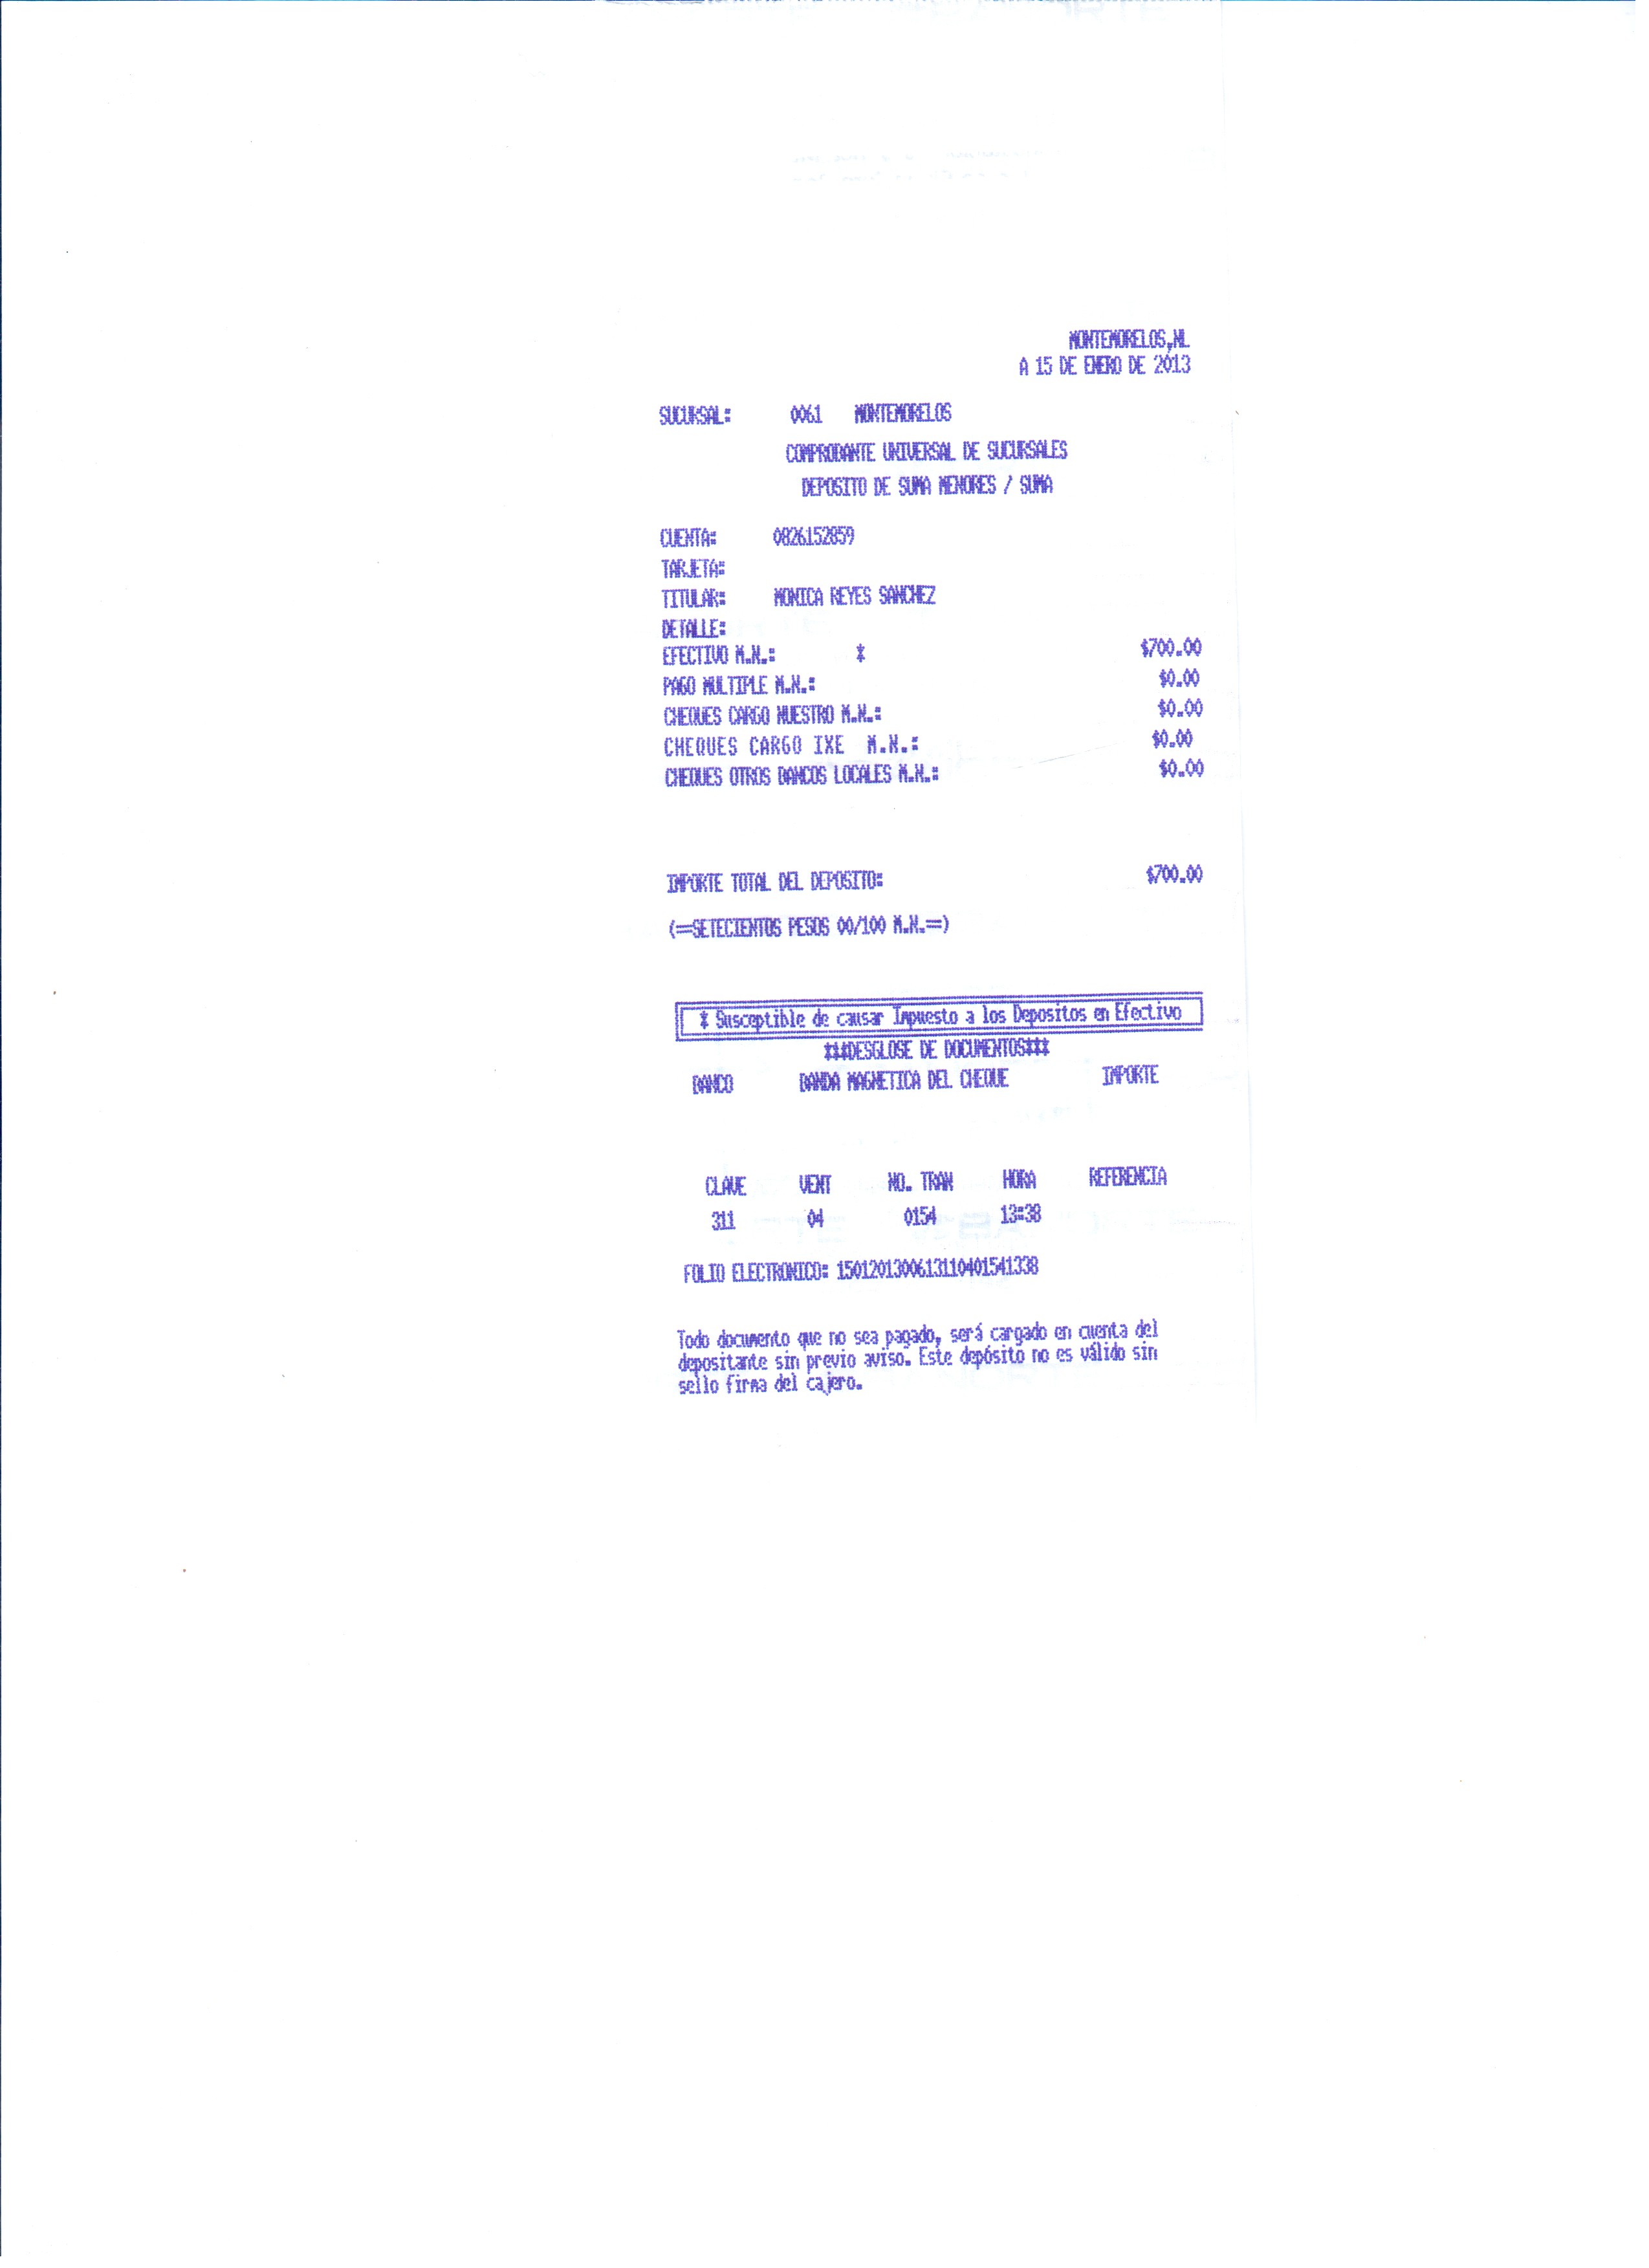 MONTEMORELOS,NL
A 15 DE ENERO DE 2013
SUCURSAL: 0061 MONTEMORELOS
COMPROBANTE UNIVERSAL DE SUCURSALES
DEPOSITO DE SUMA MENORES / SUMA
CUENTA: 0826152859
TARJETA:
TITULAR: MONICA REYES SANCHEZ
DETALLE:
EFECTIVO M.N.: * $700.00
PAGO MULTIPLE M.N.: $0.00
CHEQUES CARGO NUESTRO M.N.: $0.00
CHEQUES CARGO IXE M.N.: $0.00
CHEQUES OTROS BANCOS LOCALES M.N.: $0.00
IMPORTE TOTAL DEL DEPOSITO: $700.00
(=SETECIENTOS PESOS 00/100 M.N.=)
* Susceptible de causar Impuesto a los Depositos en Efectivo
***DESGLOSE DE DOCUMENTOS***
BANCO BANDA MAGNETICA DEL CHEQUE IMPORTE
CLAVE VENT NO. TRAN HORA REFERENCIA
311 04 0154 13:38
FOLIO ELECTRONICO: 1501201300613110401541338
Todo documento que no sea pagado, será cargado en cuenta del
depositante sin previo aviso. Este depósito no es válido sin
sello firma del cajero.